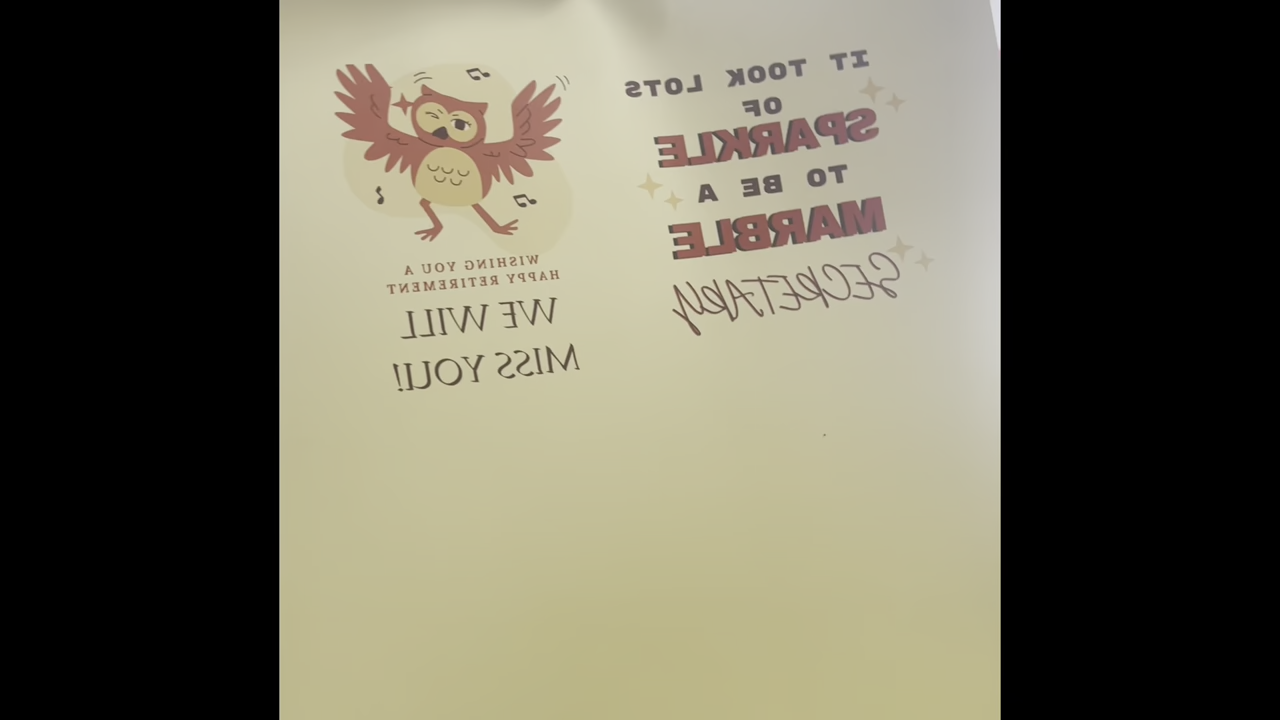 IT TOOK LOTS
OF
SPARKLE
TO BE A
MARBLE
SECRETARY
WISHING YOU A
HAPPY RETIREMENT
WE WILL
MISS YOU!